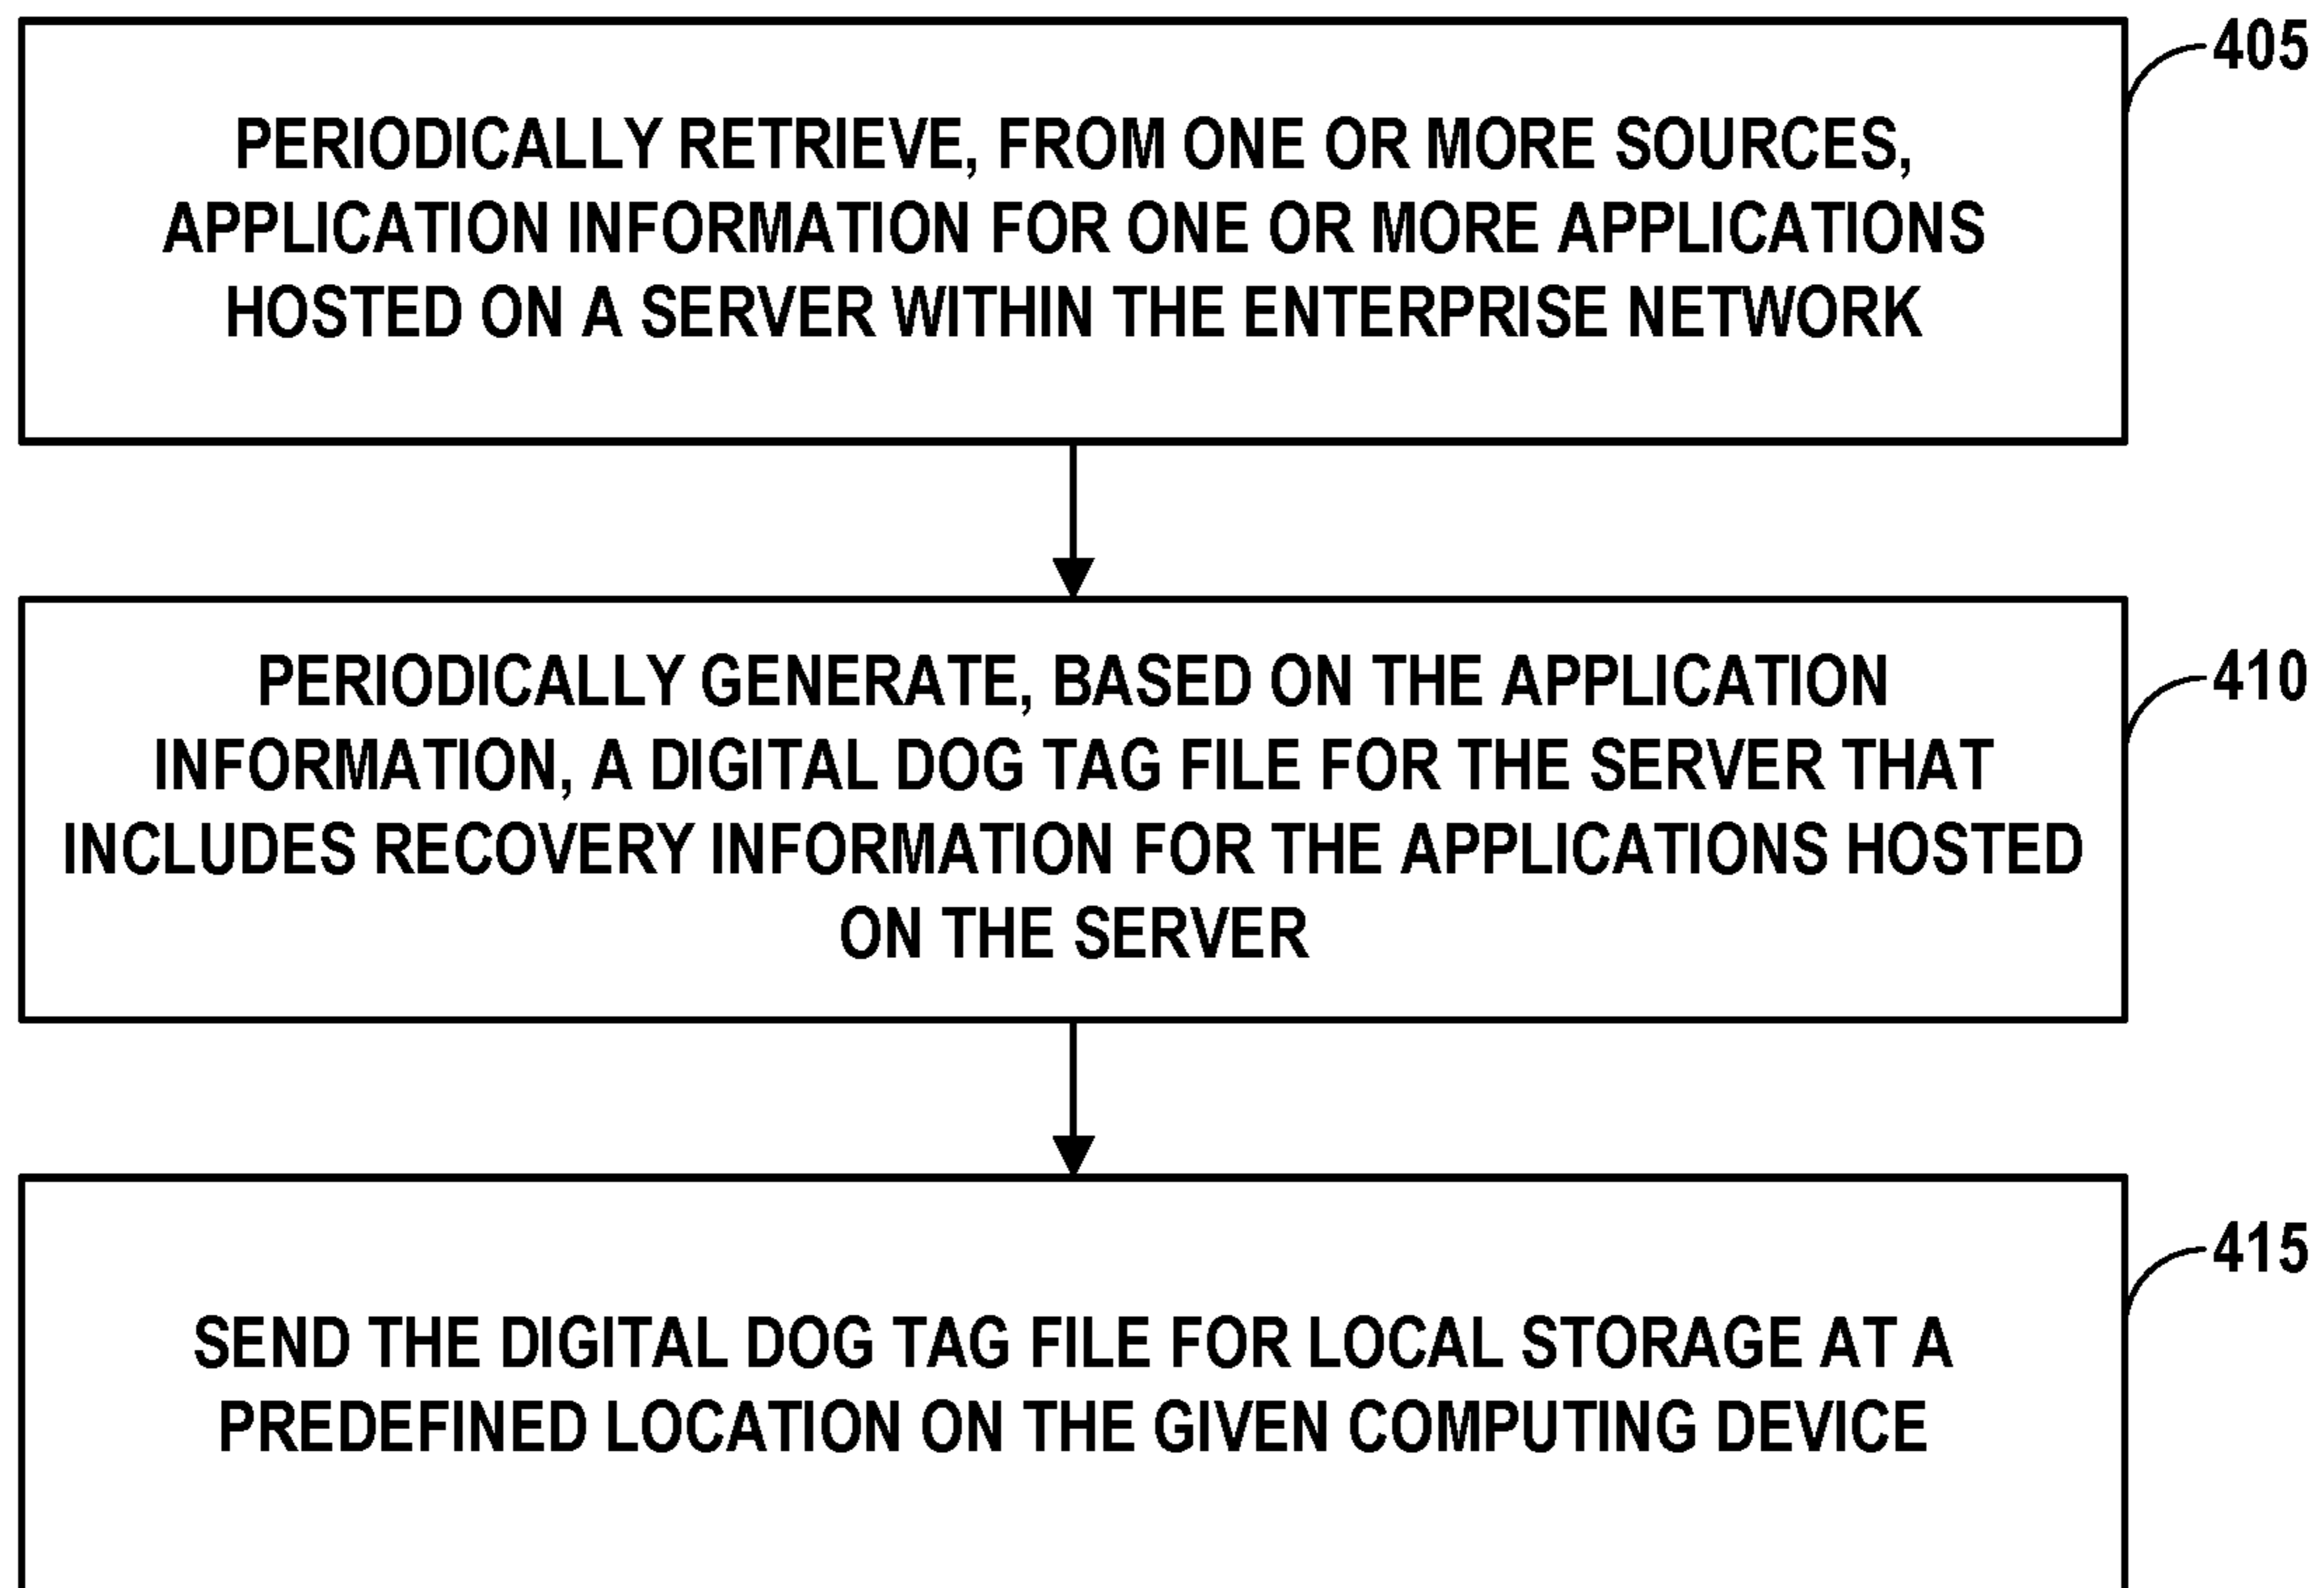 405
PERIODICALLY RETRIEVE, FROM ONE OR MORE SOURCES,
APPLICATION INFORMATION FOR ONE OR MORE APPLICATIONS
HOSTED ON A SERVER WITHIN THE ENTERPRISE NETWORK
410
PERIODICALLY GENERATE, BASED ON THE APPLICATION
INFORMATION, A DIGITAL DOG TAG FILE FOR THE SERVER THAT
INCLUDES RECOVERY INFORMATION FOR THE APPLICATIONS HOSTED
ON THE SERVER
415
SEND THE DIGITAL DOG TAG FILE FOR LOCAL STORAGE AT A
PREDEFINED LOCATION ON THE GIVEN COMPUTING DEVICE